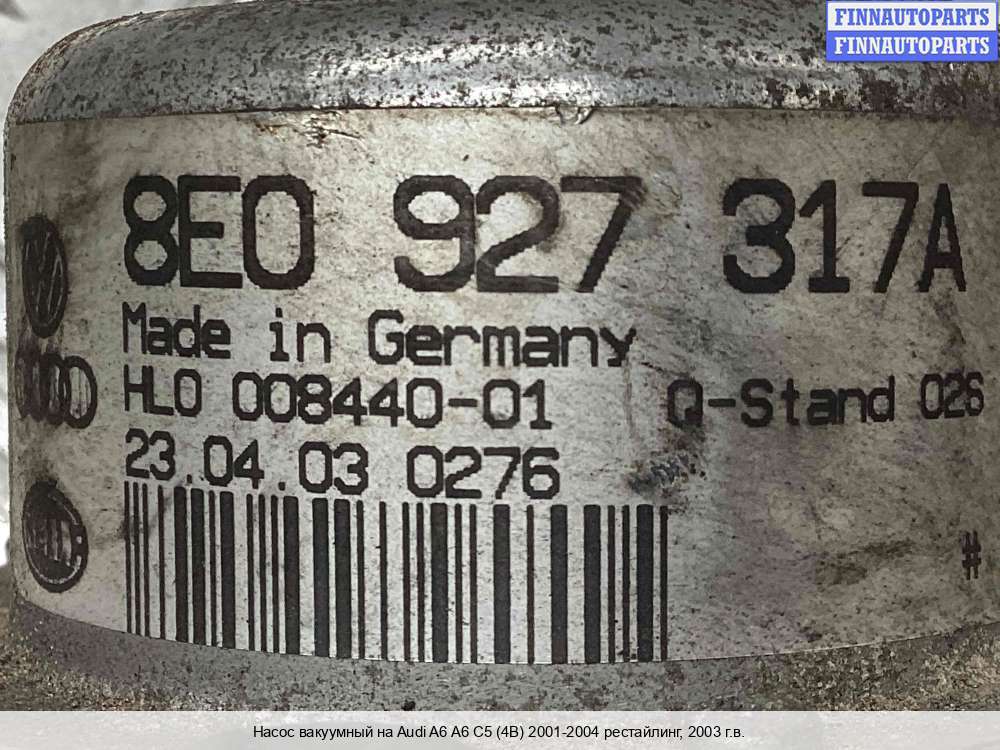 FINNAUTOPARTS
FINNAUTOPARTS
8E0 927 317A
Made in Germany
HLO 008440-01 Q-Stand 026
23.04.03 0276
#
Насос вакуумный на Audi A6 A6 C5 (4B) 2001-2004 рестайлинг, 2003 г.в.